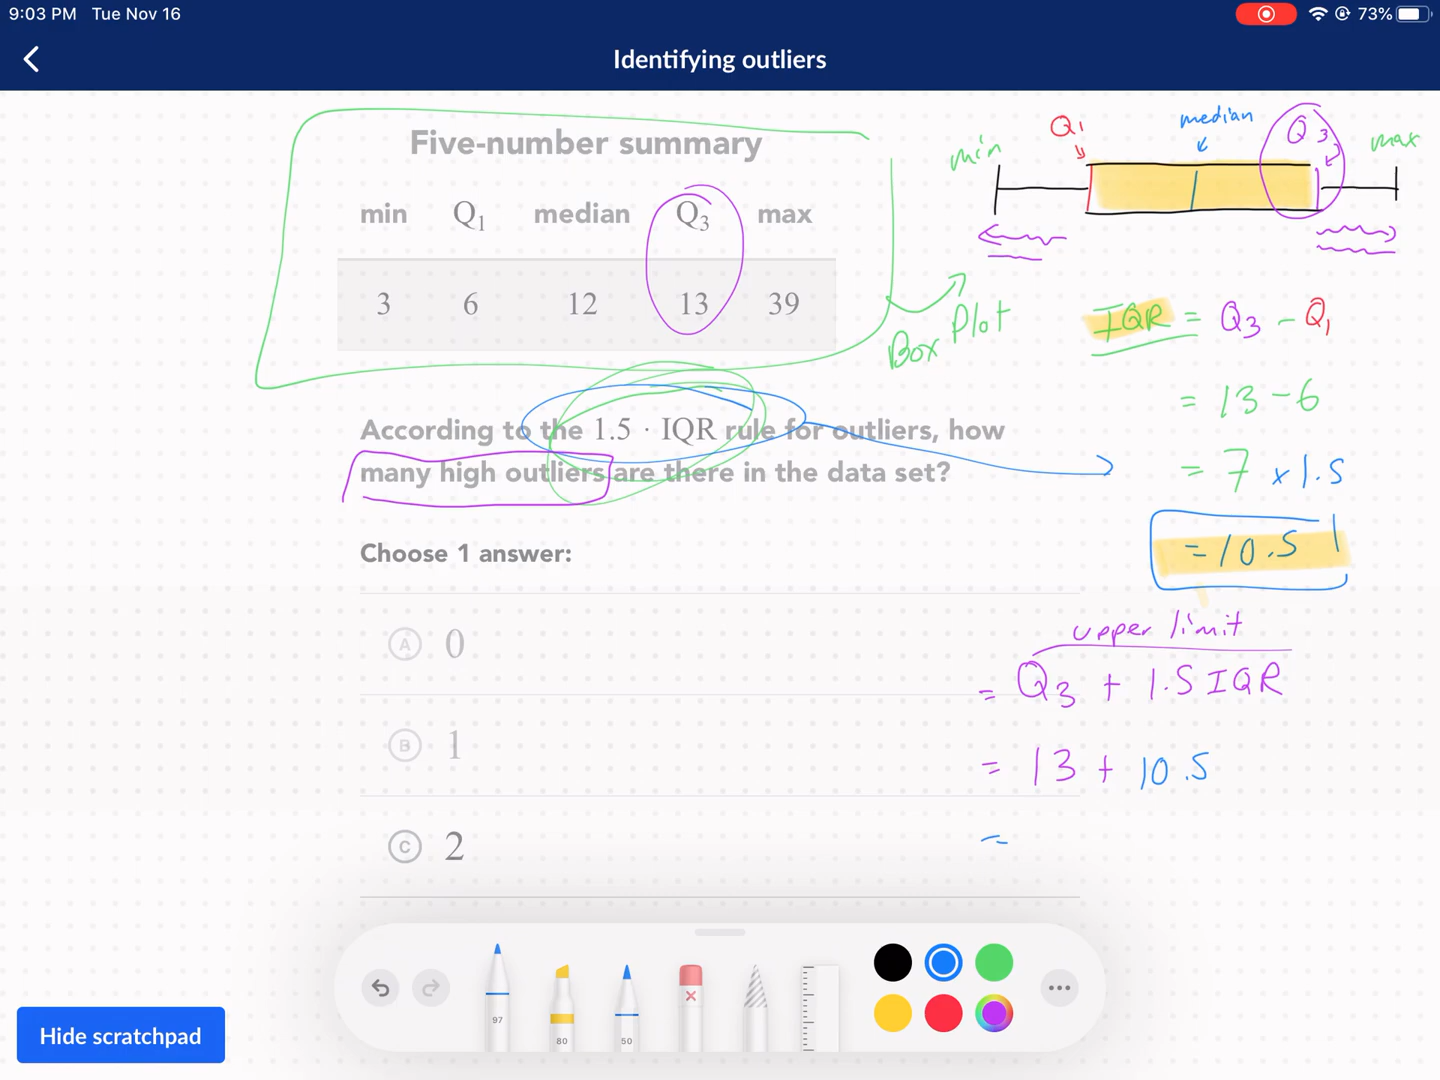 9:03 PM Tue Nov 16
73%
Identifying outliers
Five-number summary
min Q1 median Q3 max
3 6 12 13 39
min Q1 median Q3 max
Box Plot
IQR = Q3 - Q1
= 13 - 6
= 7 x 1.5
= 10.5
According to the 1.5 · IQR rule for outliers, how
many high outliers are there in the data set?
Choose 1 answer:
A 0
B 1
C 2
upper limit
= Q3 + 1.5 IQR
= 13 + 10.5
=
97
80
50
Hide scratchpad